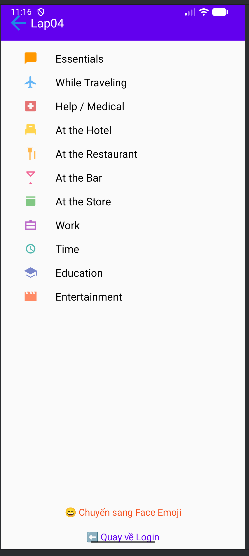 11:16
Lap04
Essentials
While Traveling
Help / Medical
At the Hotel
At the Restaurant
At the Bar
At the Store
Work
Time
Education
Entertainment
😄 Chuyển sang Face Emoji
⬅️ Quay về Login